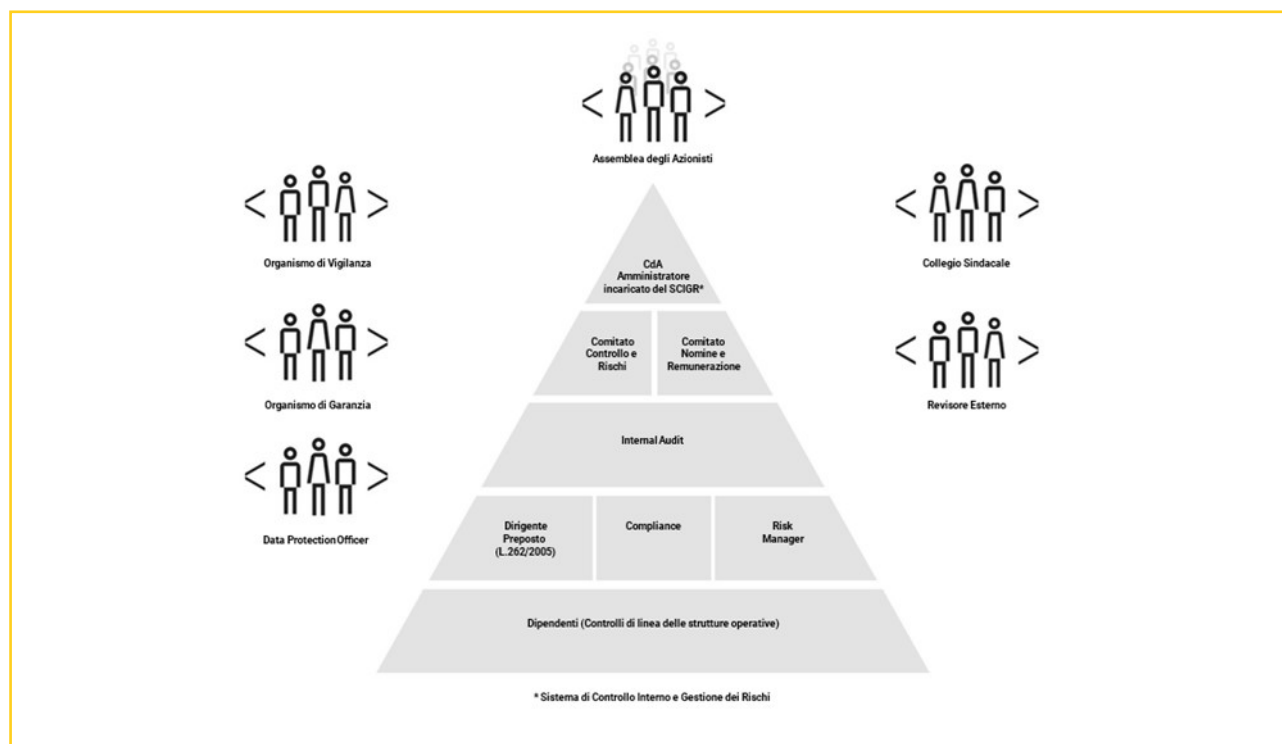 Assemblea degli Azionisti
Organismo di Vigilanza
Collegio Sindacale
CdA
Amministratore
incaricato del SCIGR*
Comitato
Controllo e
Rischi
Comitato
Nomine e
Remunerazione
Organismo di Garanzia
Revisore Esterno
Internal Audit
Data Protection Officer
Dirigente
Preposto
(L.262/2005)
Compliance
Risk
Manager
Dipendenti (Controlli di linea delle strutture operative)
* Sistema di Controllo Interno e Gestione dei Rischi